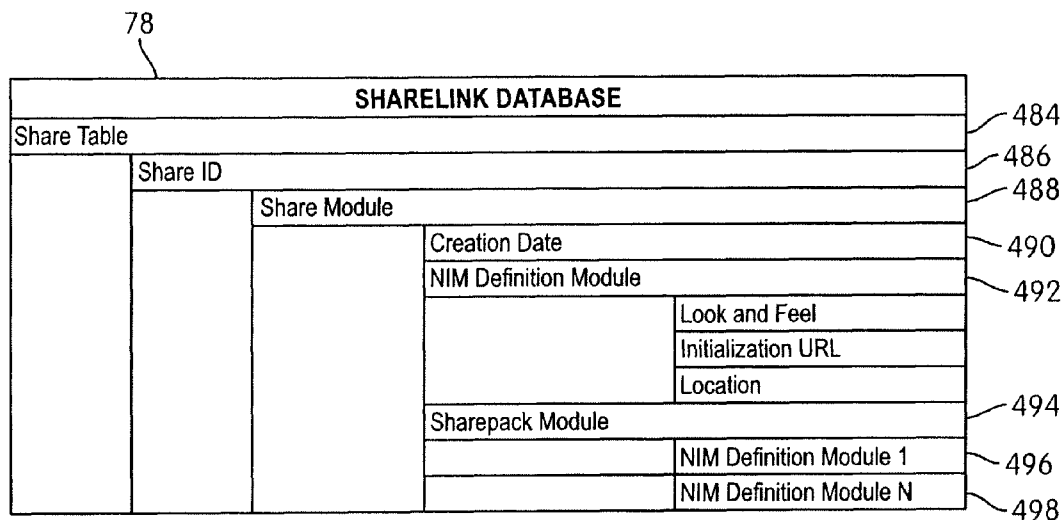 78
SHARELINK DATABASE
Share Table 484
Share ID 486
Share Module 488
Creation Date 490
NIM Definition Module 492
Look and Feel
Initialization URL
Location
Sharepack Module 494
NIM Definition Module 1 496
NIM Definition Module N 498